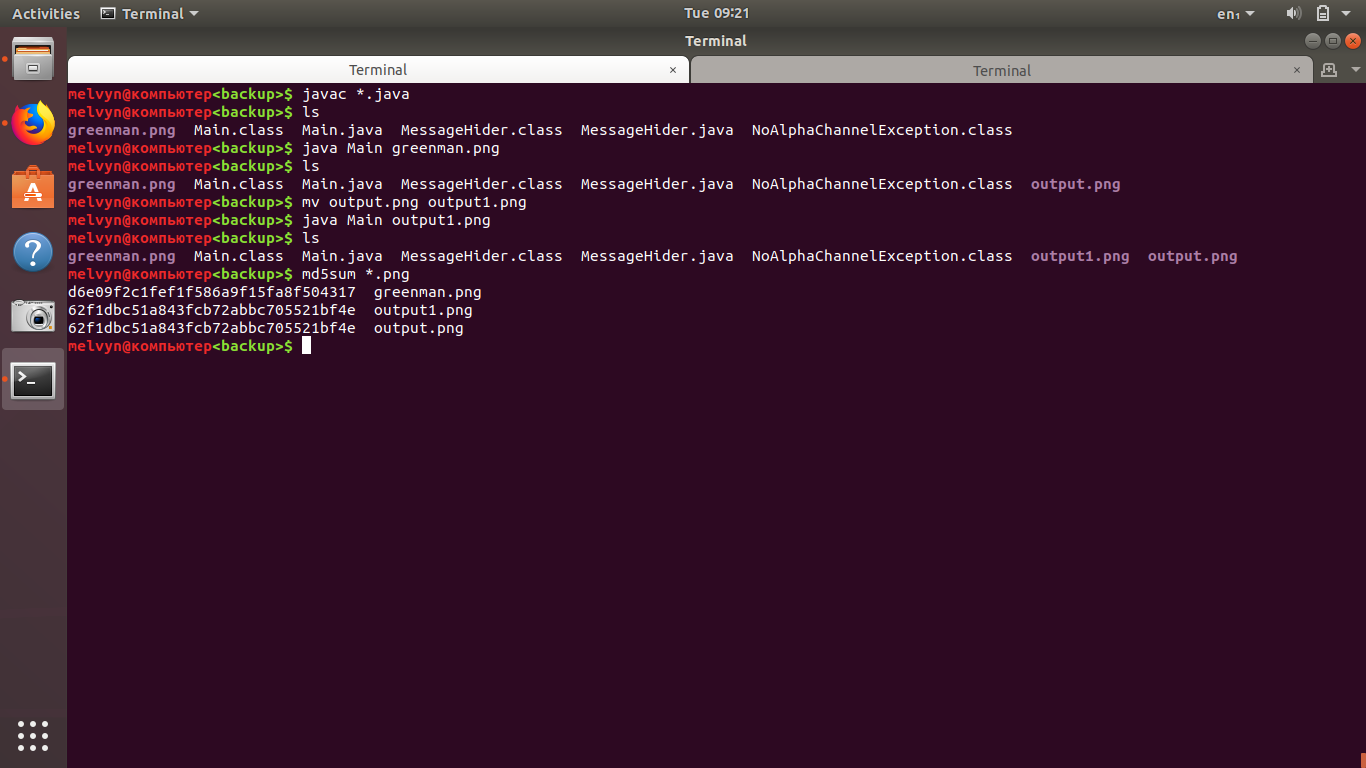 Activities Terminal Tue 09:21 en₁
Terminal
Terminal × Terminal ×
melvyn@компьютер<backup>$ javac *.java
melvyn@компьютер<backup>$ ls
greenman.png Main.class Main.java MessageHider.class MessageHider.java NoAlphaChannelException.class
melvyn@компьютер<backup>$ java Main greenman.png
melvyn@компьютер<backup>$ ls
greenman.png Main.class Main.java MessageHider.class MessageHider.java NoAlphaChannelException.class output.png
melvyn@компьютер<backup>$ mv output.png output1.png
melvyn@компьютер<backup>$ java Main output1.png
melvyn@компьютер<backup>$ ls
greenman.png Main.class Main.java MessageHider.class MessageHider.java NoAlphaChannelException.class output1.png output.png
melvyn@компьютер<backup>$ md5sum *.png
d6e09f2c1fef1f586a9f15fa8f504317 greenman.png
62f1dbc51a843fcb72abbc705521bf4e output1.png
62f1dbc51a843fcb72abbc705521bf4e output.png
melvyn@компьютер<backup>$